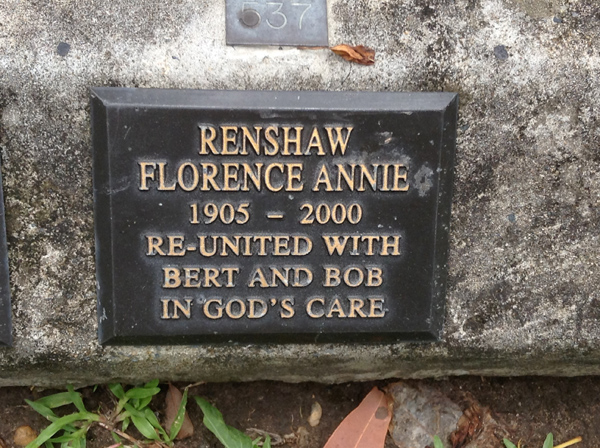 537
RENSHAW
FLORENCE ANNIE
1905 – 2000
RE-UNITED WITH
BERT AND BOB
IN GOD'S CARE